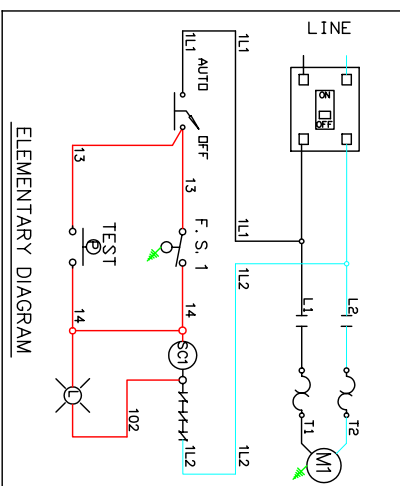 LINE
ON
OFF
1L1
1L1
AUTO
OFF
13
13
1L1
1L2
F. S. 1
TEST
P
14
14
SC1
L
102
1L2
1L2
L1
L2
T1
T2
M1
ELEMENTARY DIAGRAM